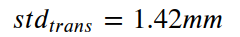 std_trans = 1.42mm